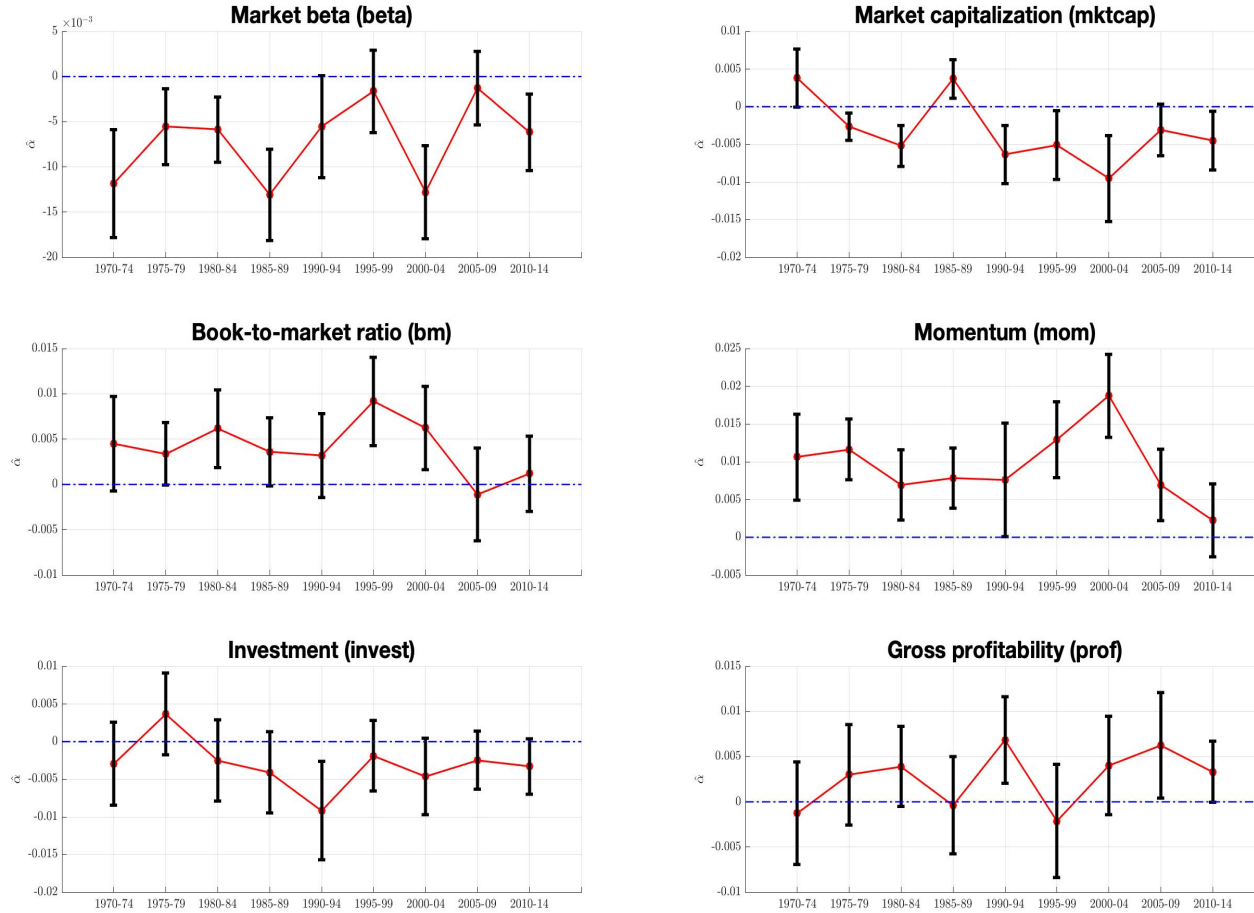 Market beta (beta)
×10⁻³
5
0
-5
-10
-15
-20
α̂
1970-74 1975-79 1980-84 1985-89 1990-94 1995-99 2000-04 2005-09 2010-14
Market capitalization (mktcap)
0.01
0.005
0
-0.005
-0.01
-0.015
-0.02
α̂
1970-74 1975-79 1980-84 1985-89 1990-94 1995-99 2000-04 2005-09 2010-14
Book-to-market ratio (bm)
0.015
0.01
0.005
0
-0.005
-0.01
α̂
1970-74 1975-79 1980-84 1985-89 1990-94 1995-99 2000-04 2005-09 2010-14
Momentum (mom)
0.025
0.02
0.015
0.01
0.005
0
-0.005
α̂
1970-74 1975-79 1980-84 1985-89 1990-94 1995-99 2000-04 2005-09 2010-14
Investment (invest)
0.01
0.005
0
-0.005
-0.01
-0.015
-0.02
α̂
1970-74 1975-79 1980-84 1985-89 1990-94 1995-99 2000-04 2005-09 2010-14
Gross profitability (prof)
0.015
0.01
0.005
0
-0.005
-0.01
α̂
1970-74 1975-79 1980-84 1985-89 1990-94 1995-99 2000-04 2005-09 2010-14